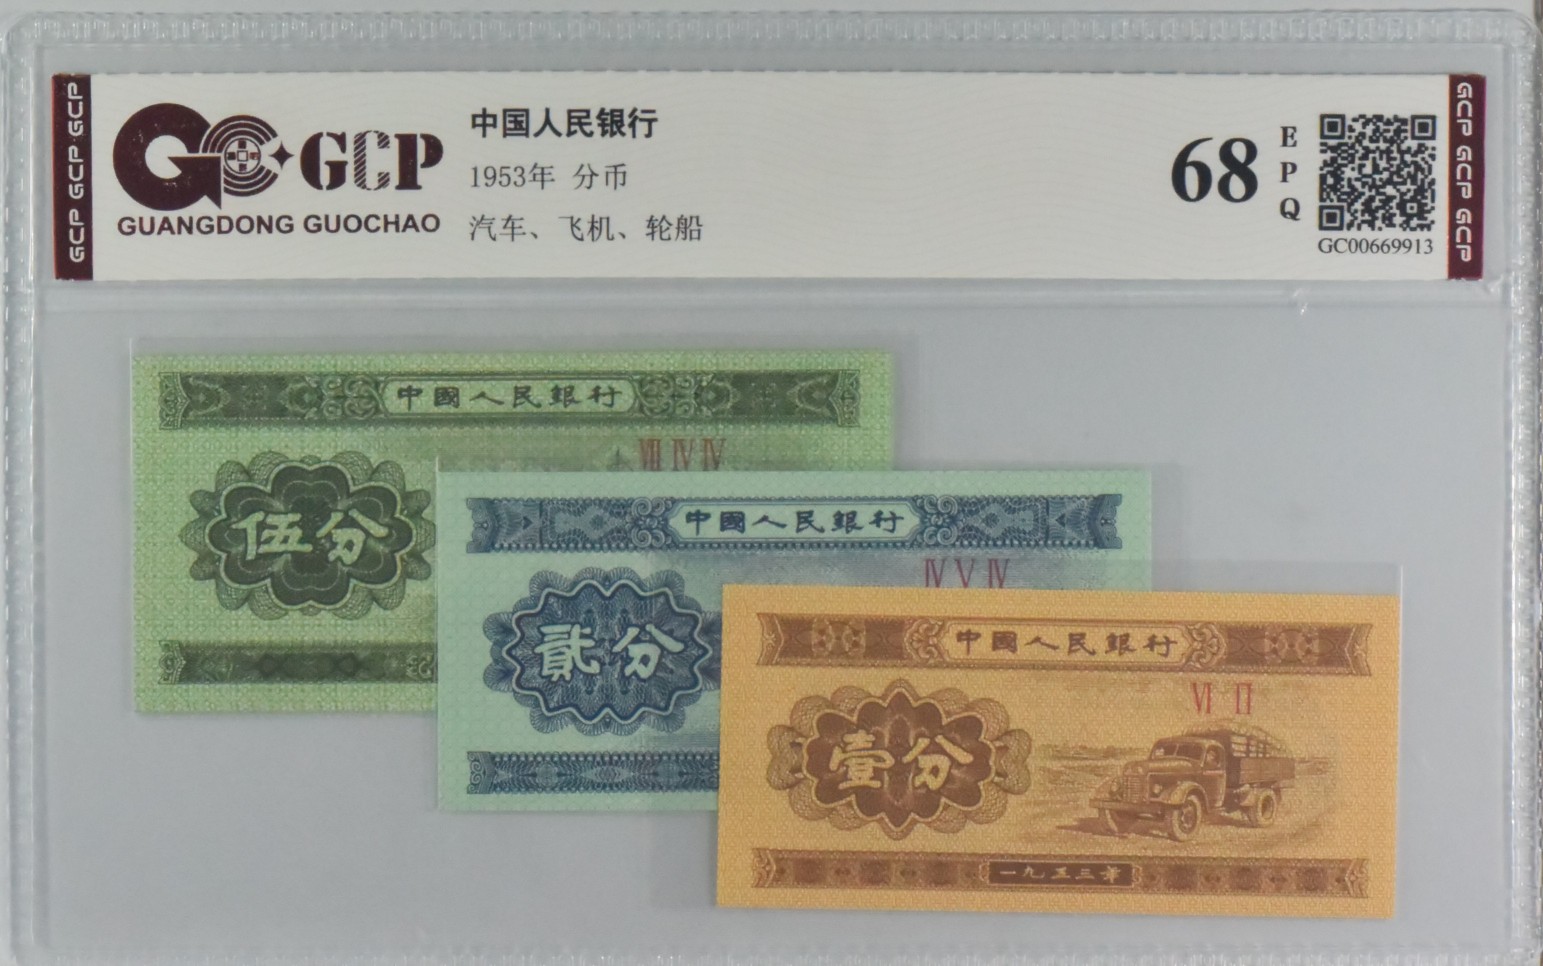 GCP GCP GCP
GCP
GUANGDONG GUOCHAO
中国人民银行
1953年 分币
汽车、飞机、轮船
68
EPQ
GC00669913
GCP GCP GCP
中國人民銀行
VIII IV IV
伍分
中國人民銀行
IV V IV
貳分
中國人民銀行
VI II
壹分
一九五三年